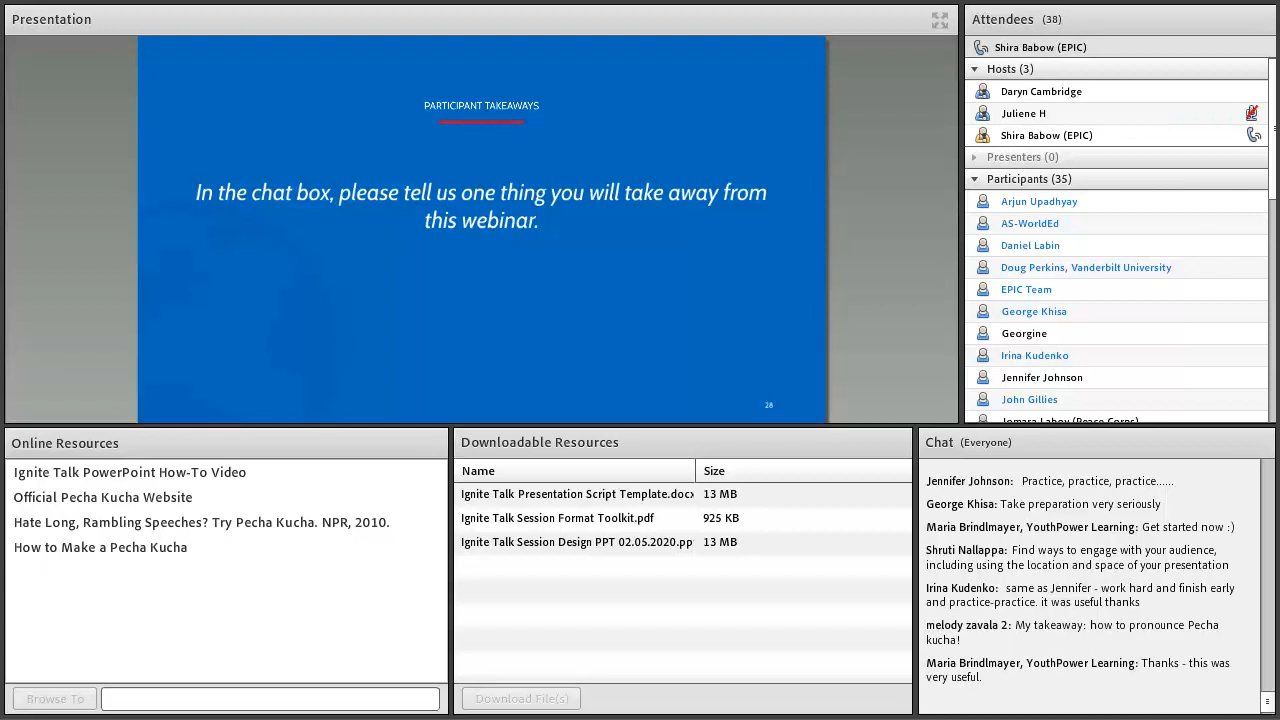 Presentation
PARTICIPANT TAKEAWAYS
In the chat box, please tell us one thing you will take away from
this webinar.
28
Attendees (38)
Shira Babow (EPIC)
Hosts (3)
Daryn Cambridge
Juliene H
Shira Babow (EPIC)
Presenters (0)
Participants (35)
Arjun Upadhyay
AS-WorldEd
Daniel Labin
Doug Perkins, Vanderbilt University
EPIC Team
George Khisa
Georgine
Irina Kudenko
Jennifer Johnson
John Gillies
Online Resources
Ignite Talk PowerPoint How-To Video
Official Pecha Kucha Website
Hate Long, Rambling Speeches? Try Pecha Kucha. NPR, 2010.
How to Make a Pecha Kucha
Browse To
Downloadable Resources
Name Size
Ignite Talk Presentation Script Template.docx 13 MB
Ignite Talk Session Format Toolkit.pdf 925 KB
Ignite Talk Session Design PPT 02.05.2020.pp 13 MB
Download File(s)
Chat (Everyone)
Jennifer Johnson: Practice, practice, practice......
George Khisa: Take preparation very seriously
Maria Brindlmayer, YouthPower Learning: Get started now :)
Shruti Nallappa: Find ways to engage with your audience,
including using the location and space of your presentation
Irina Kudenko: same as Jennifer - work hard and finish early
and practice-practice. it was useful thanks
melody zavala 2: My takeaway: how to pronounce Pecha
kucha!
Maria Brindlmayer, YouthPower Learning: Thanks - this was
very useful.